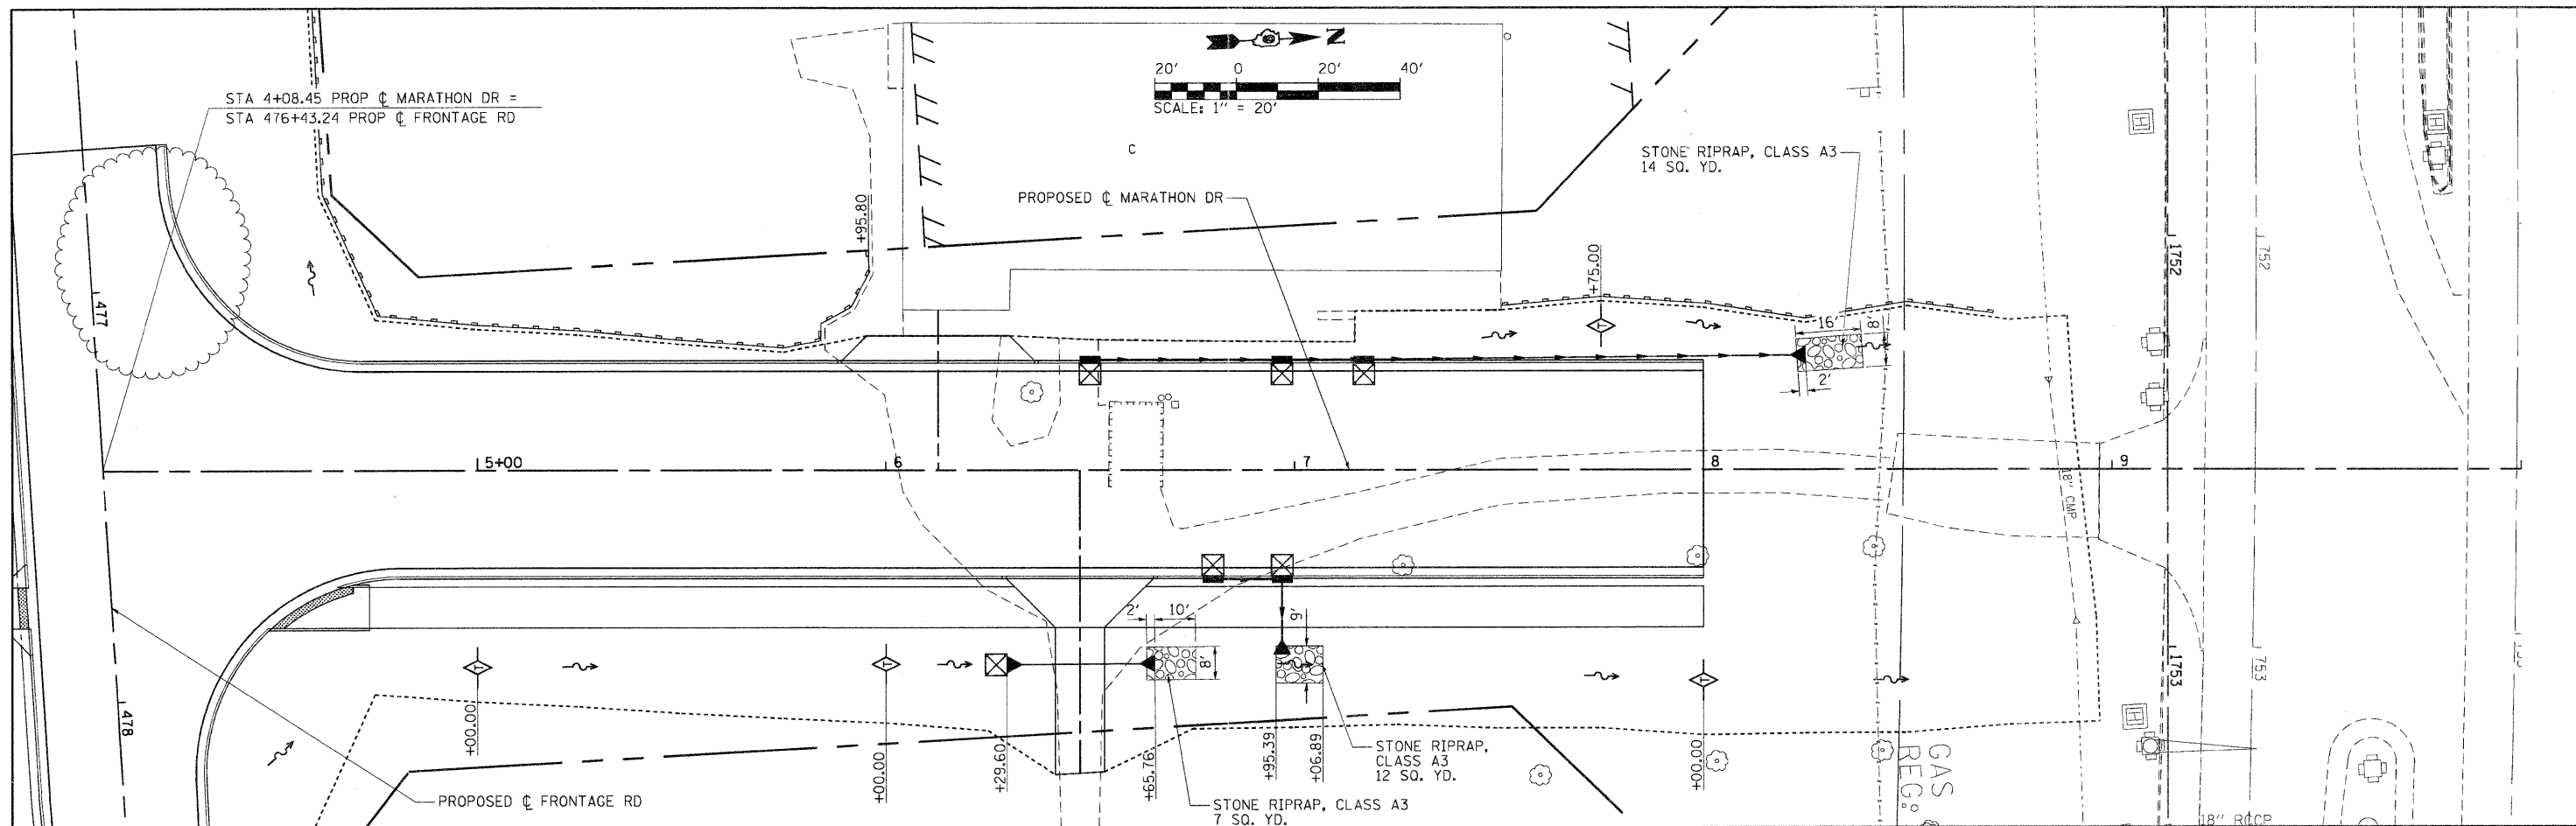 N
20' 0 20' 40'
SCALE: 1" = 20'
STA 4+08.45 PROP ℄ MARATHON DR =
STA 476+43.24 PROP ℄ FRONTAGE RD
C
STONE RIPRAP, CLASS A3
14 SQ. YD.
PROPOSED ℄ MARATHON DR
+95.80
+75.00
1752
752
477
16'
8'
2'
5+00
6
7
8
9
18" CMP
2'
10'
8'
9'
T
T
T
T
H
H
H
1753
753
478
+00.00
+00.00
+29.60
+65.76
+95.39
+06.89
+00.00
STONE RIPRAP,
CLASS A3
12 SQ. YD.
GAS
REG.
PROPOSED ℄ FRONTAGE RD
STONE RIPRAP, CLASS A3
7 SQ. YD.
18" RCCP